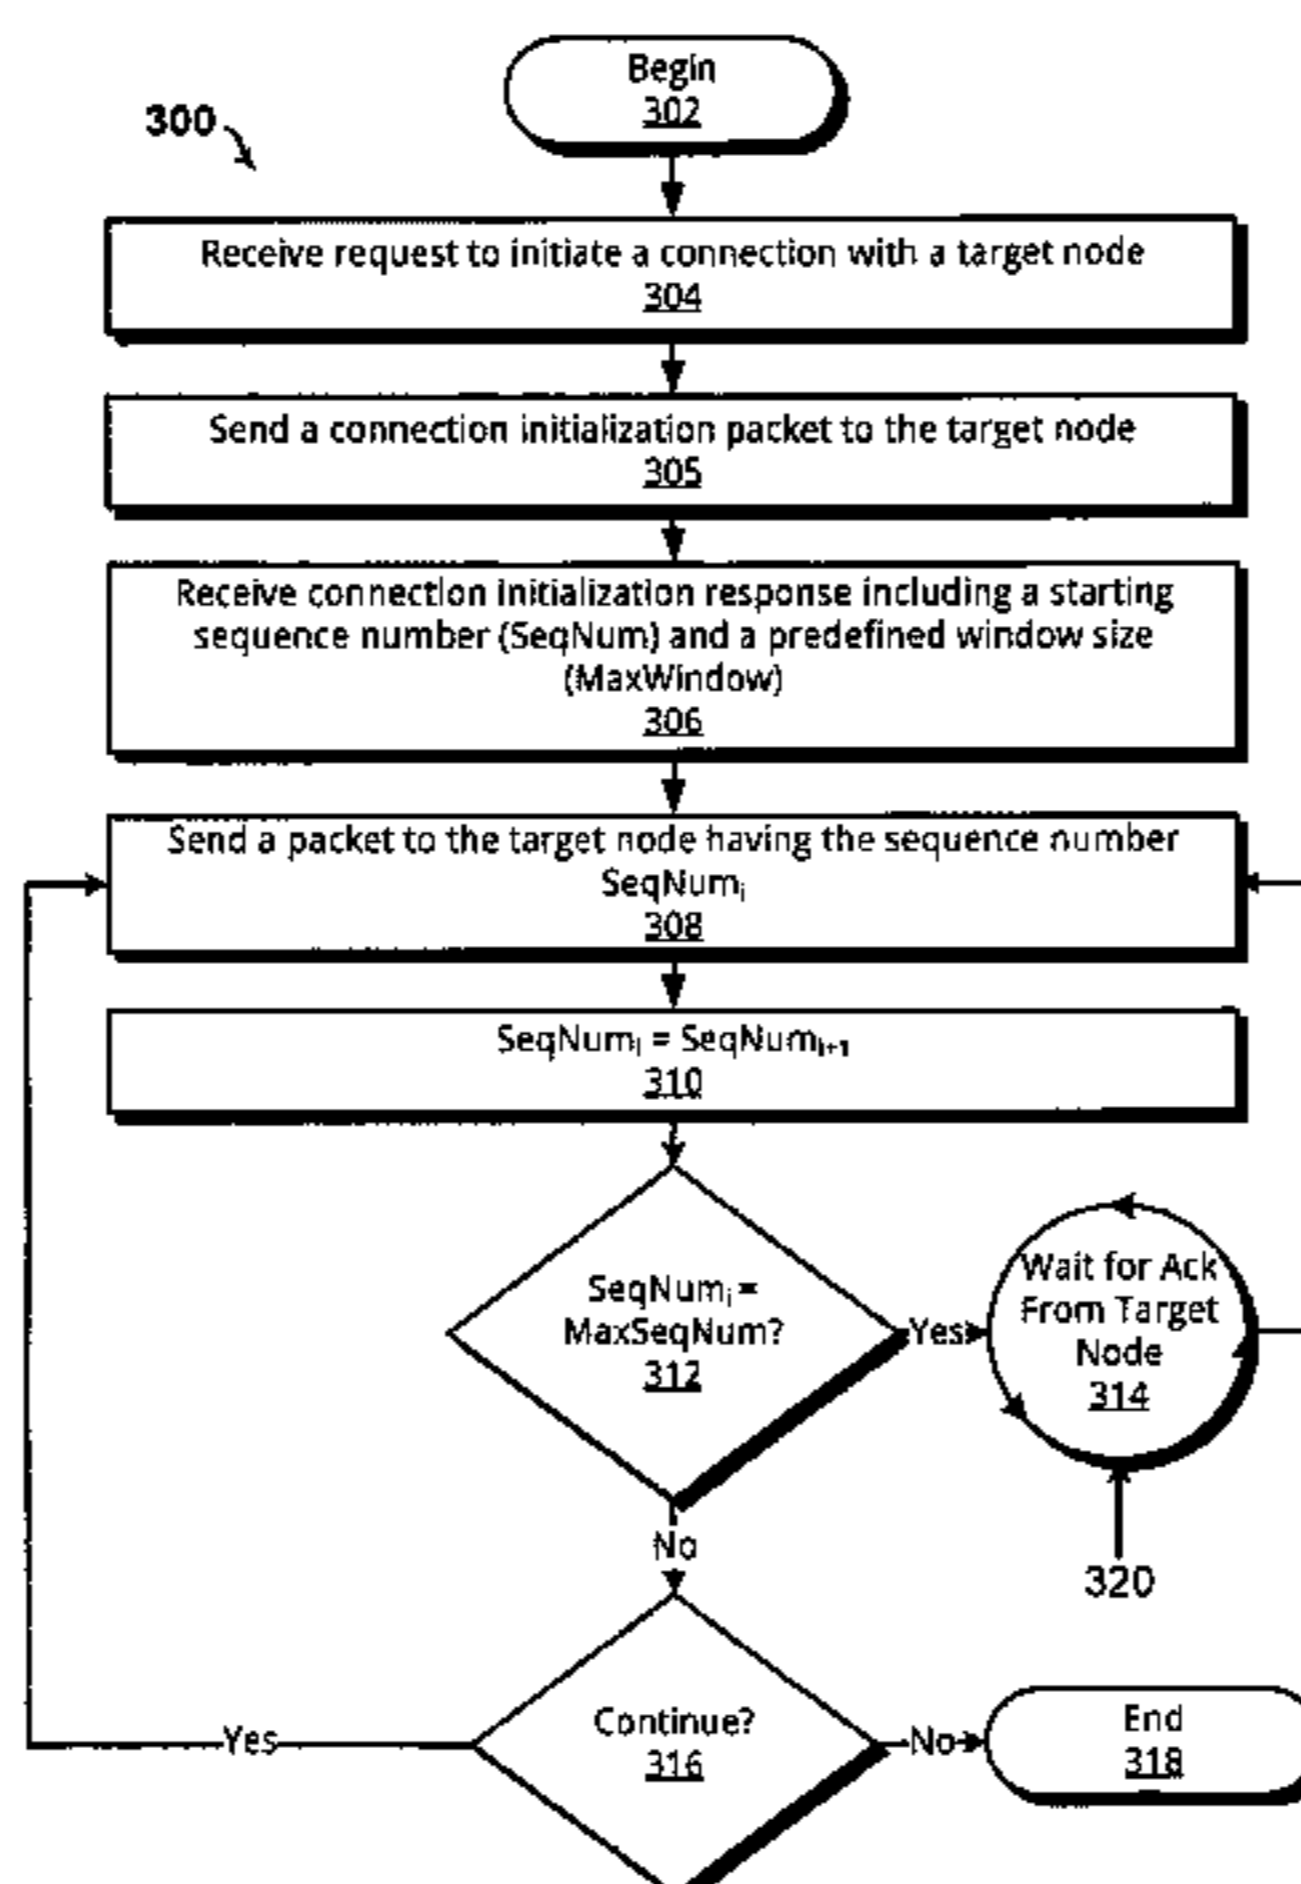 Begin
302
300
Receive request to initiate a connection with a target node
304
Send a connection initialization packet to the target node
305
Receive connection initialization response including a starting
sequence number (SeqNum) and a predefined window size
(MaxWindow)
306
Send a packet to the target node having the sequence number
SeqNumᵢ
308
SeqNumᵢ = SeqNumᵢ₊₁
310
SeqNumᵢ =
MaxSeqNum?
312
Yes
Wait for Ack
From Target
Node
314
No
320
Continue?
316
Yes
No
End
318